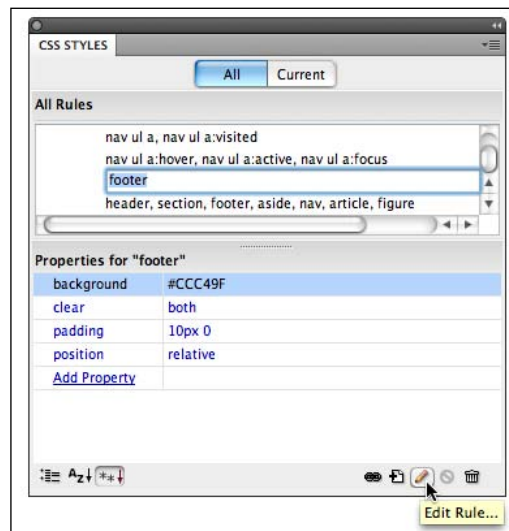 CSS STYLES
All Current
All Rules
nav ul a, nav ul a:visited
nav ul a:hover, nav ul a:active, nav ul a:focus
footer
header, section, footer, aside, nav, article, figure
Properties for "footer"
background #CCC49F
clear both
padding 10px 0
position relative
Add Property
Az↓ **↓
Edit Rule...